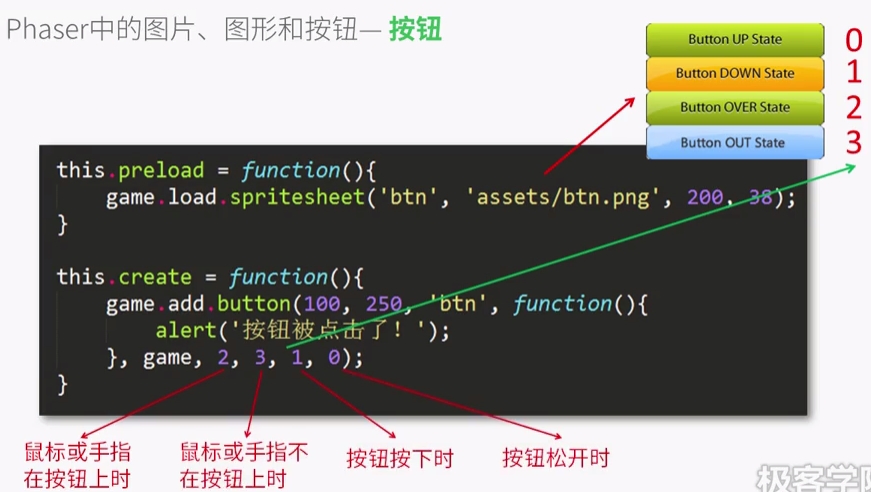 Phaser中的图片、图形和按钮— 按钮
Button UP State 0
Button DOWN State 1
Button OVER State 2
Button OUT State 3
this.preload = function(){
game.load.spritesheet('btn', 'assets/btn.png', 200, 38);
}
this.create = function(){
game.add.button(100, 250, 'btn', function(){
alert('按钮被点击了！');
}, game, 2, 3, 1, 0);
}
鼠标或手指
在按钮上时
鼠标或手指不
在按钮上时
按钮按下时
按钮松开时
极客学院